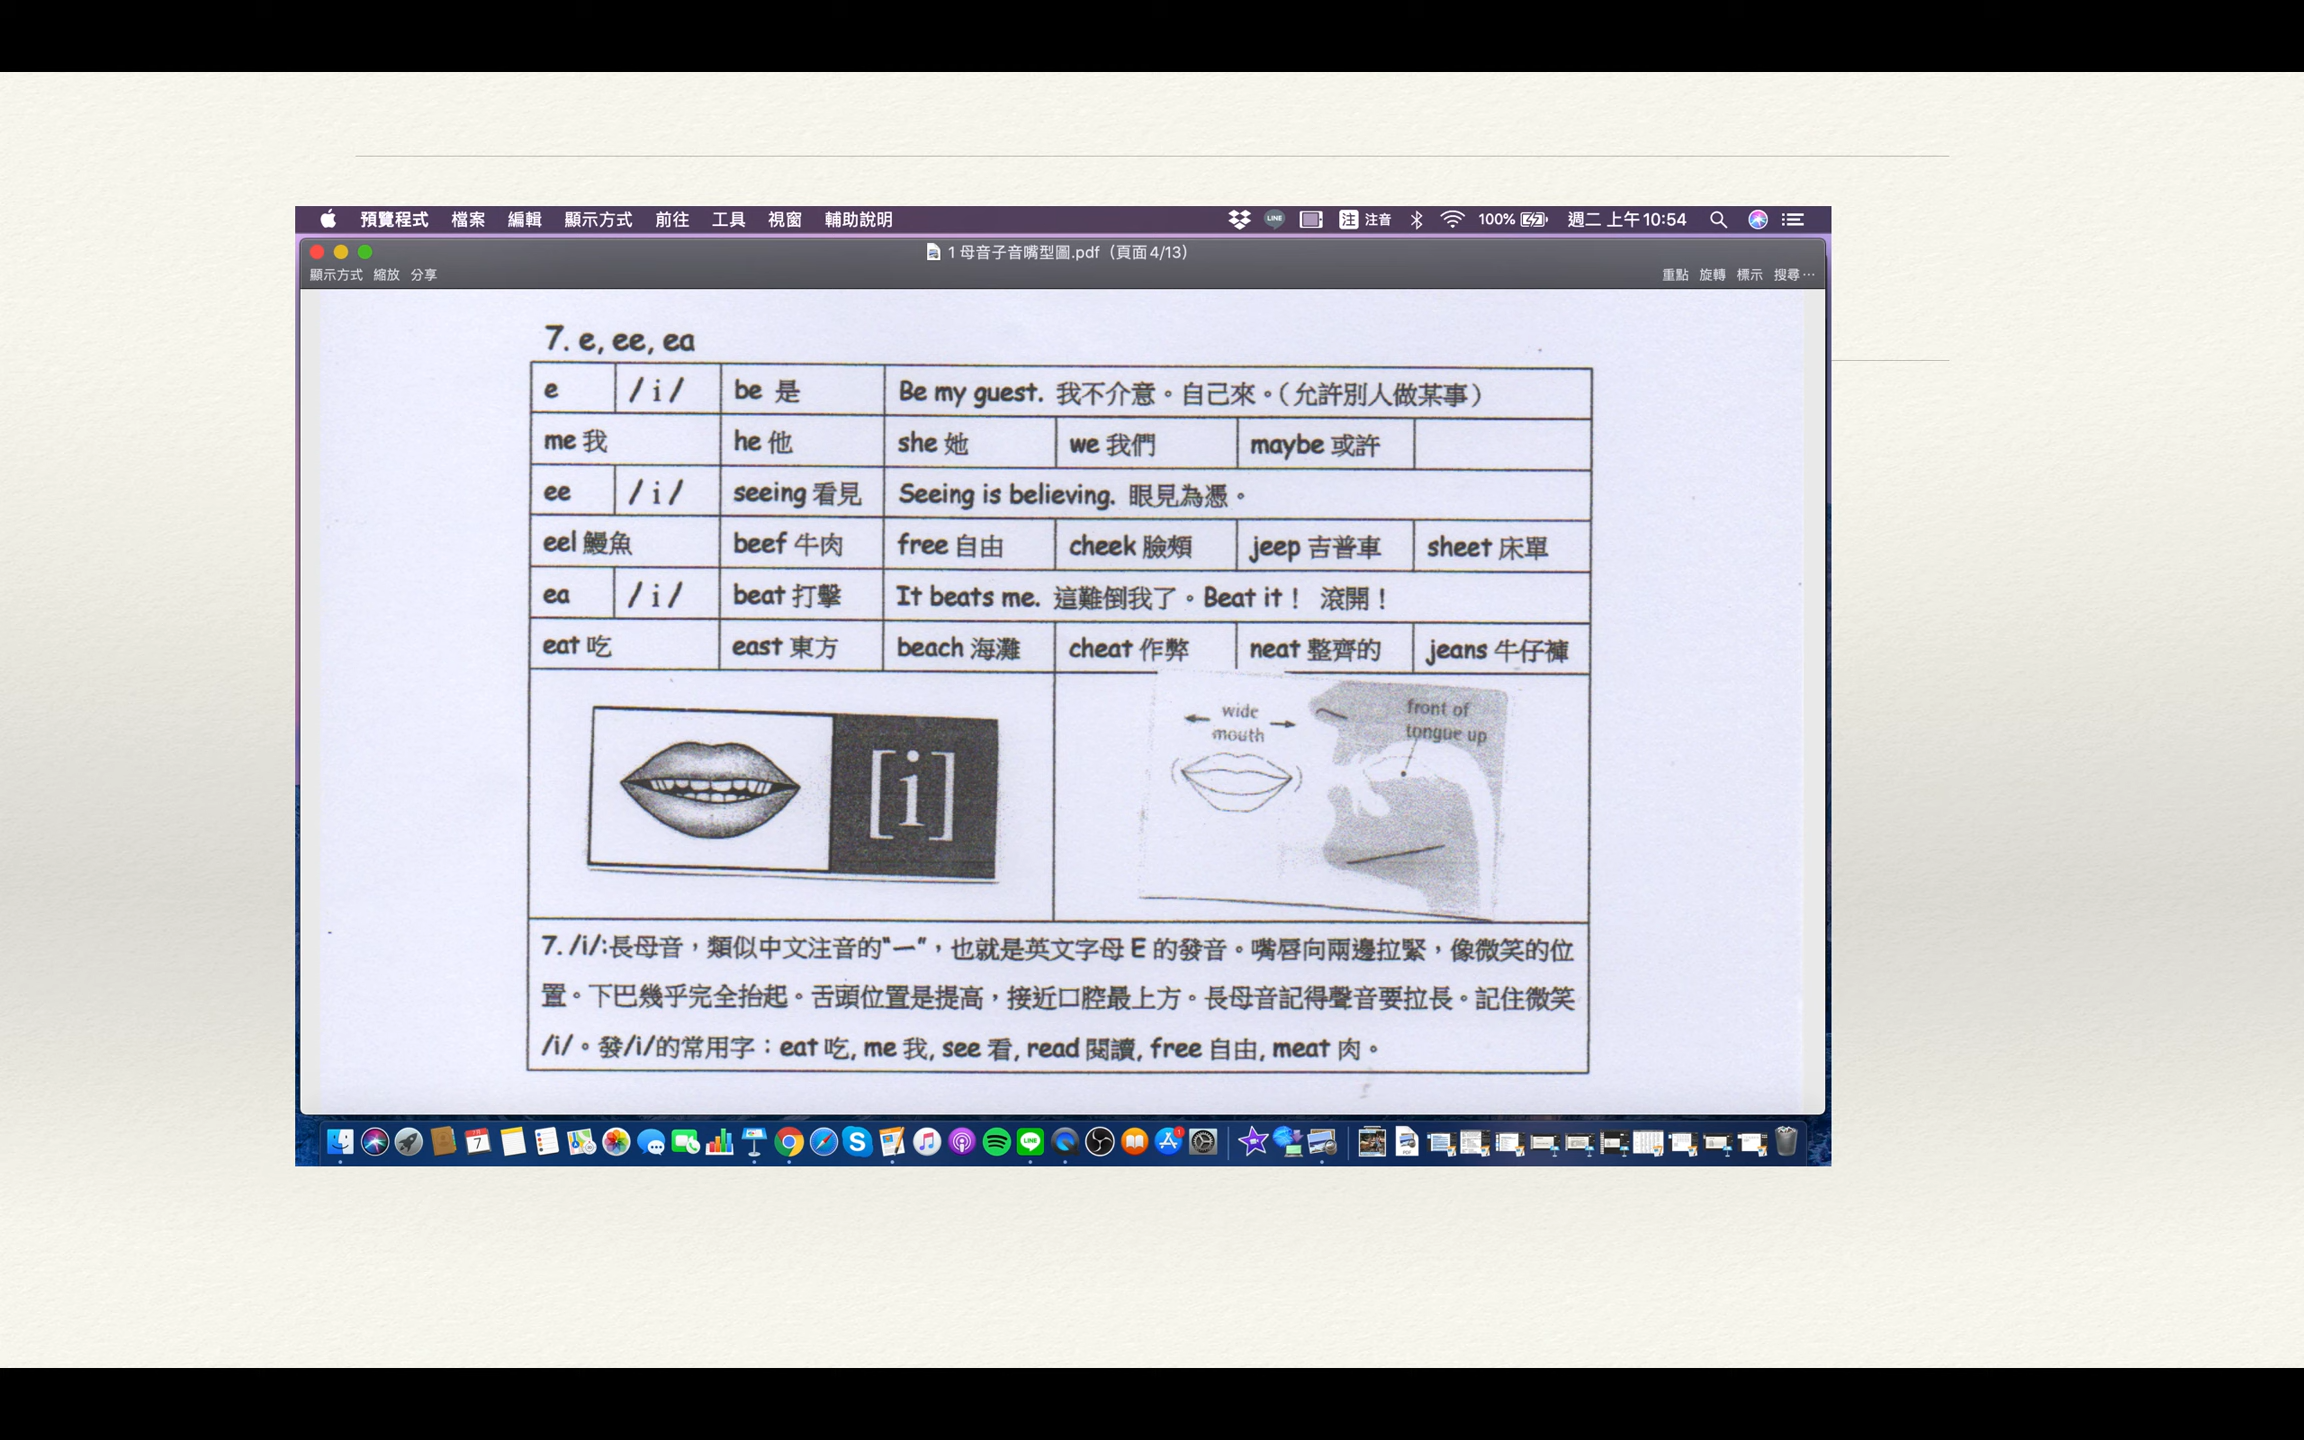 預覽程式 檔案 編輯 顯示方式 前往 工具 視窗 輔助說明 LINE 注 注音 100% 週二 上午10:54
1 母音子音嘴型圖.pdf（頁面 4/13）
顯示方式 縮放 分享 重點 旋轉 標示 搜尋…
7. e, ee, ea
e / i / be 是 Be my guest. 我不介意。自己來。（允許別人做某事）
me 我 he 他 she 她 we 我們 maybe 或許
ee / i / seeing 看見 Seeing is believing. 眼見為憑。
eel 鰻魚 beef 牛肉 free 自由 cheek 臉頰 jeep 吉普車 sheet 床單
ea / i / beat 打擊 It beats me. 這難倒我了。Beat it！ 滾開！
eat 吃 east 東方 beach 海灘 cheat 作弊 neat 整齊的 jeans 牛仔褲
wide
mouth
front of
tongue up
[i]
7. /i/:長母音，類似中文注音的“ㄧ”，也就是英文字母 E 的發音。嘴唇向兩邊拉緊，像微笑的位
置。下巴幾乎完全抬起。舌頭位置是提高，接近口腔最上方。長母音記得聲音要拉長。記住微笑
/i/。發/i/的常用字：eat 吃, me 我, see 看, read 閱讀, free 自由, meat 肉。
7
LINE
1
PDF